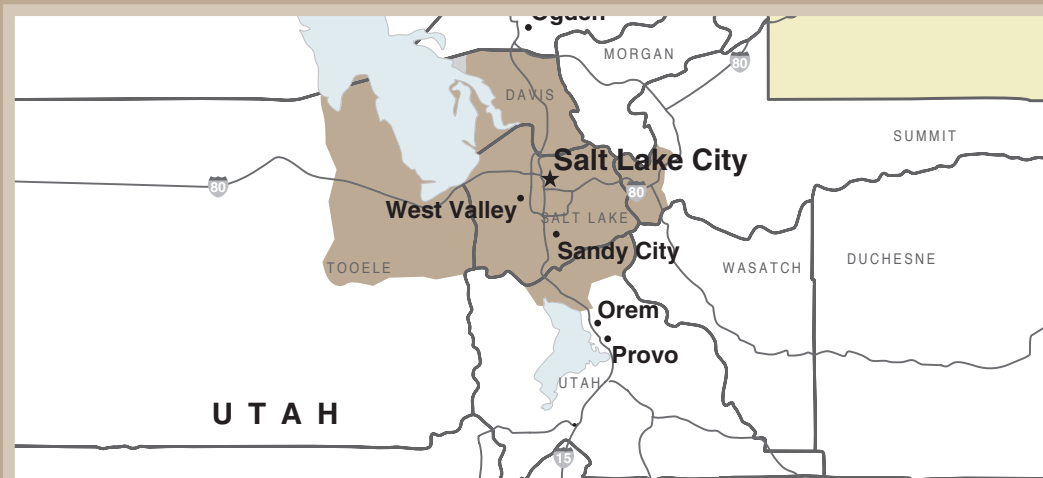 Ogden
MORGAN
80
DAVIS
SUMMIT
Salt Lake City
80
80
West Valley
SALT LAKE
Sandy City
TOOELE
WASATCH
DUCHESNE
Orem
Provo
UTAH
UTAH
15